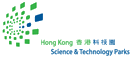 Hong Kong 香港科技園
Science & Technology Parks